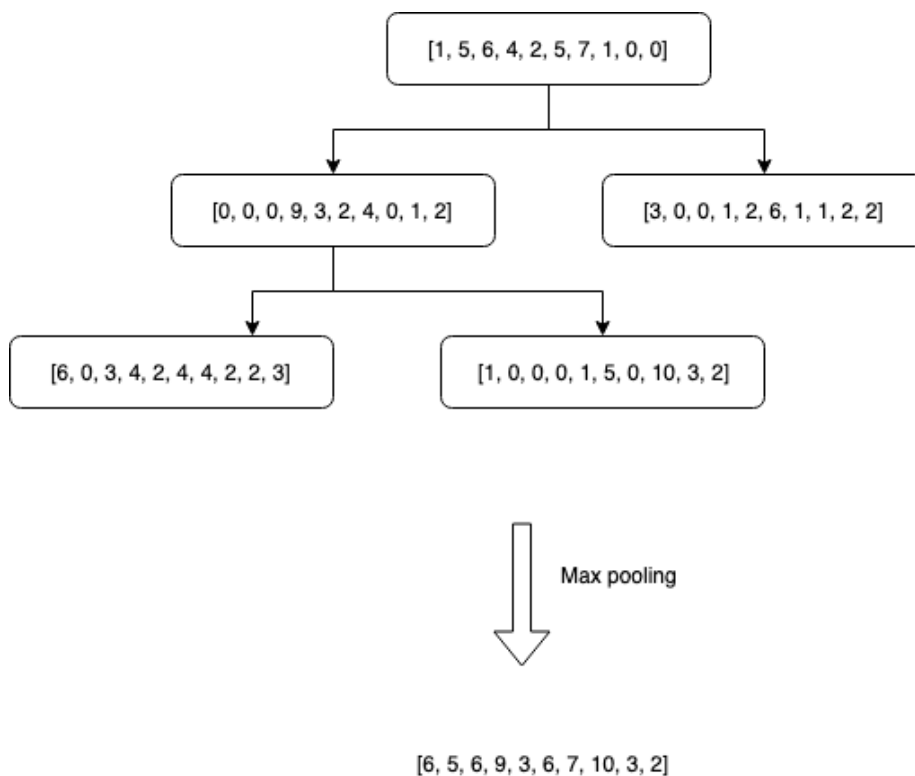 [1, 5, 6, 4, 2, 5, 7, 1, 0, 0]
[0, 0, 0, 9, 3, 2, 4, 0, 1, 2]
[3, 0, 0, 1, 2, 6, 1, 1, 2, 2]
[6, 0, 3, 4, 2, 4, 4, 2, 2, 3]
[1, 0, 0, 0, 1, 5, 0, 10, 3, 2]
Max pooling
[6, 5, 6, 9, 3, 6, 7, 10, 3, 2]